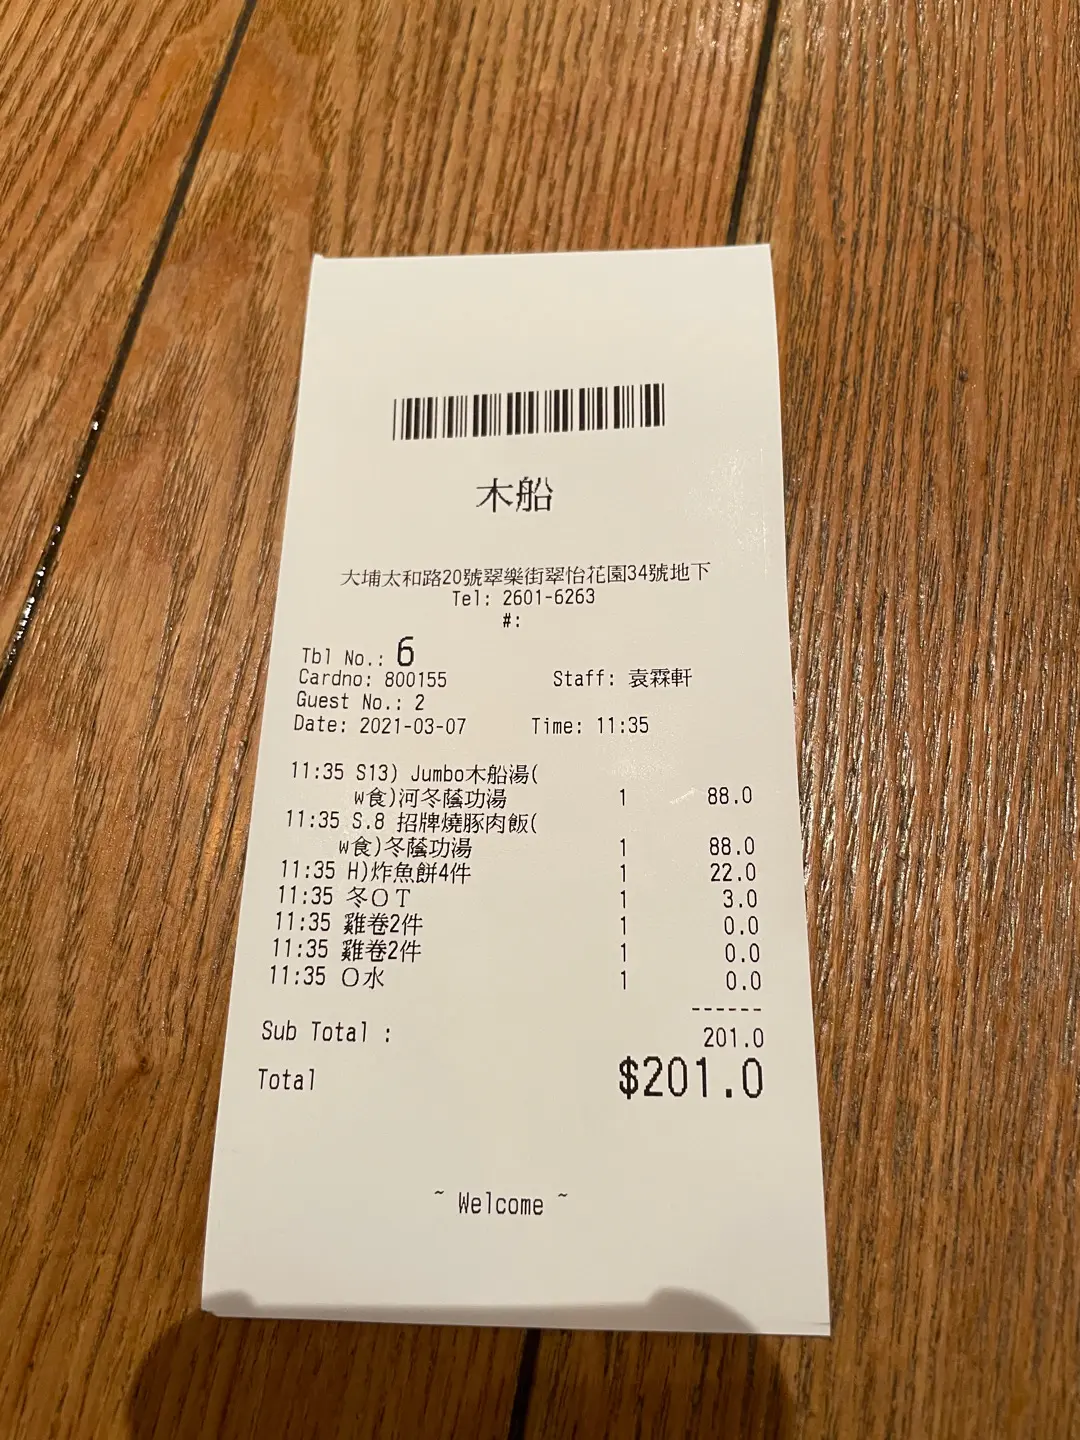 木船
大埔太和路20號翠樂街翠怡花園34號地下
Tel: 2601-6263
#:
Tbl No.: 6
Cardno: 800155 Staff: 袁霖軒
Guest No.: 2
Date: 2021-03-07 Time: 11:35
11:35 S13) Jumbo木船湯(
w食)河冬蔭功湯 1 88.0
11:35 S.8 招牌燒豚肉飯(
w食)冬蔭功湯 1 88.0
11:35 H)炸魚餅4件 1 22.0
11:35 冬ＯＴ 1 3.0
11:35 雞卷2件 1 0.0
11:35 雞卷2件 1 0.0
11:35 Ｏ水 1 0.0
------
Sub Total : 201.0
Total $201.0
~ Welcome ~